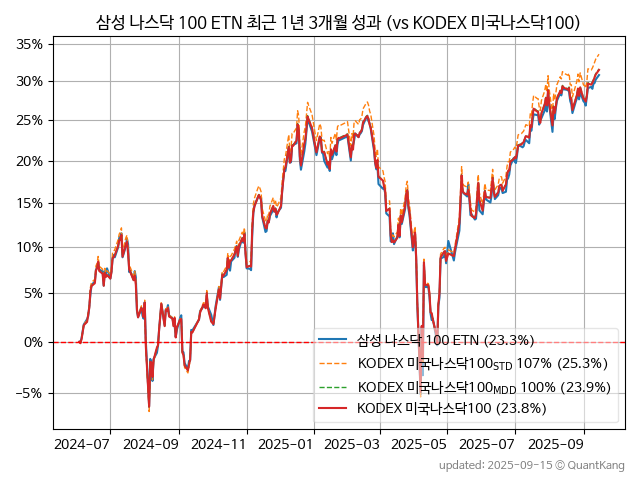 삼성 나스닥 100 ETN 최근 1년 3개월 성과 (vs KODEX 미국나스닥100)
35%
30%
25%
20%
15%
10%
5%
0%
−5%
삼성 나스닥 100 ETN (23.3%)
KODEX 미국나스닥100STD 107% (25.3%)
KODEX 미국나스닥100MDD 100% (23.9%)
KODEX 미국나스닥100 (23.8%)
2024-07 2024-09 2024-11 2025-01 2025-03 2025-05 2025-07 2025-09
updated: 2025-09-15 © QuantKang